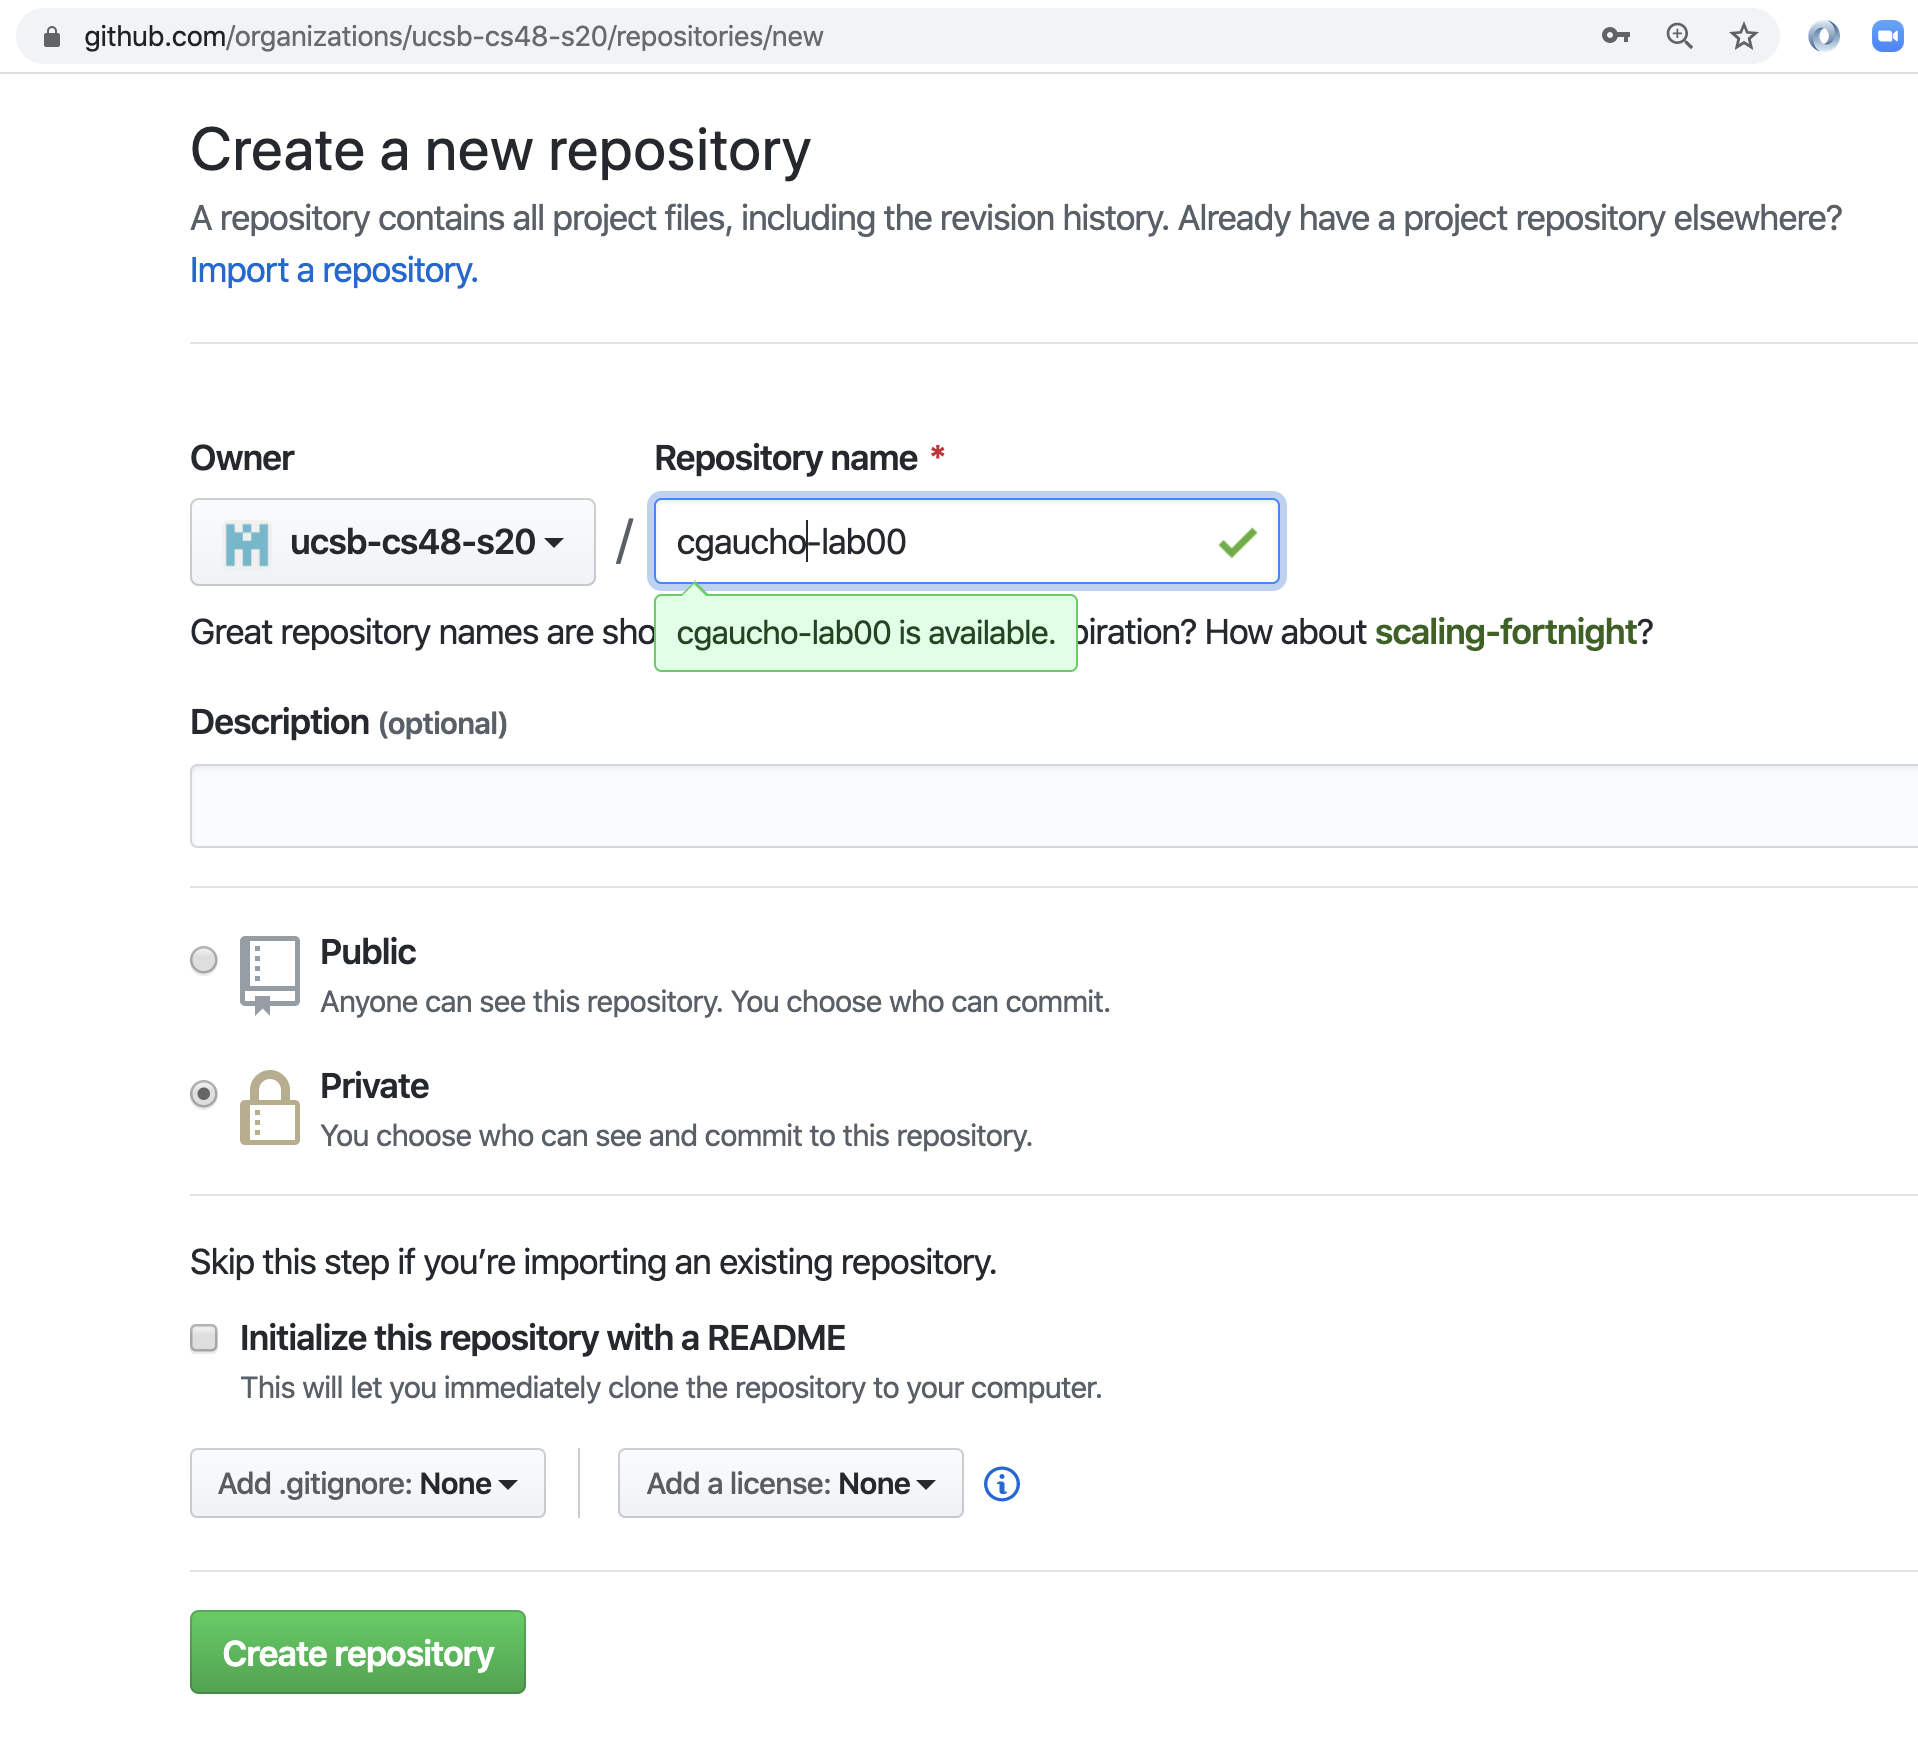 github.com/organizations/ucsb-cs48-s20/repositories/new
Create a new repository
A repository contains all project files, including the revision history. Already have a project repository elsewhere?
Import a repository.
Owner
Repository name *
ucsb-cs48-s20
/
cgaucho-lab00
Great repository names are sho
cgaucho-lab00 is available.
piration? How about scaling-fortnight?
Description (optional)
Public
Anyone can see this repository. You choose who can commit.
Private
You choose who can see and commit to this repository.
Skip this step if you’re importing an existing repository.
Initialize this repository with a README
This will let you immediately clone the repository to your computer.
Add .gitignore: None
Add a license: None
Create repository